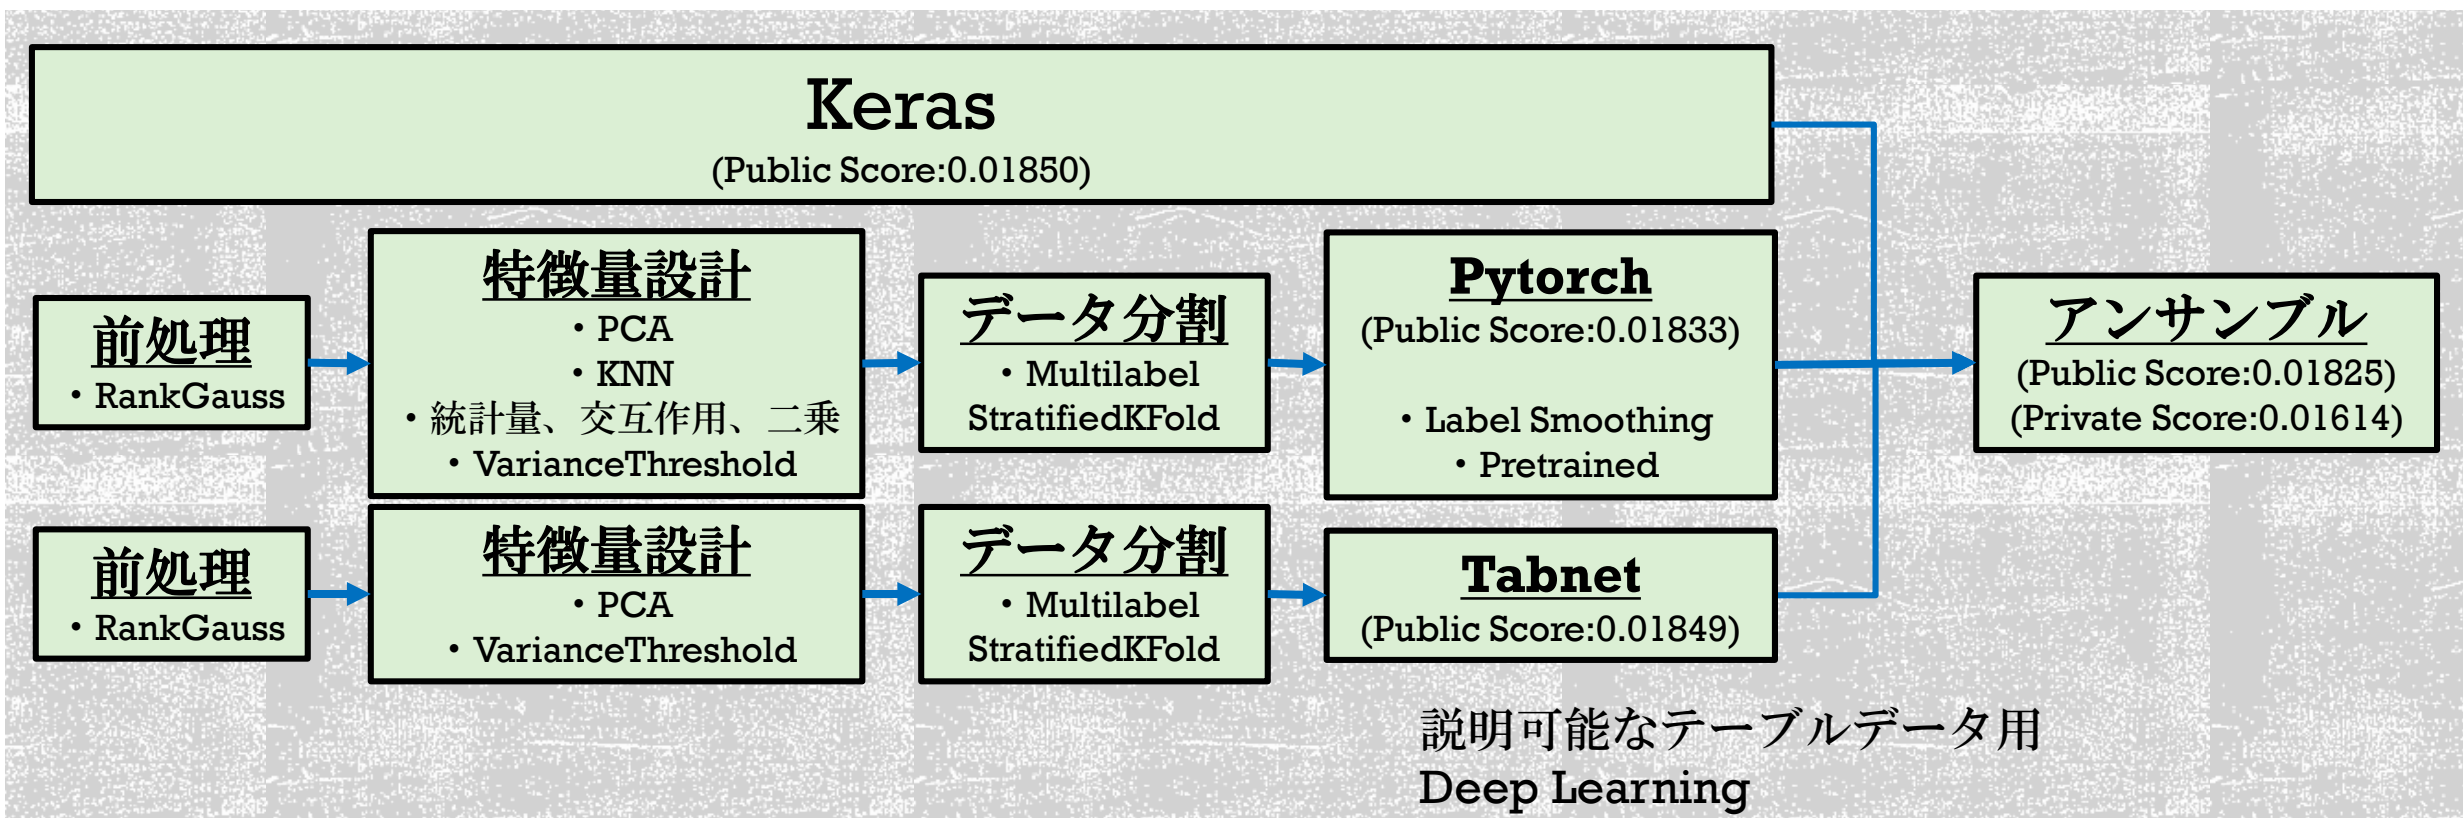 Keras
(Public Score:0.01850)
前処理
・RankGauss
特徴量設計
・PCA
・KNN
・統計量、交互作用、二乗
・VarianceThreshold
データ分割
・Multilabel
StratifiedKFold
Pytorch
(Public Score:0.01833)
・Label Smoothing
・Pretrained
アンサンブル
(Public Score:0.01825)
(Private Score:0.01614)
前処理
・RankGauss
特徴量設計
・PCA
・VarianceThreshold
データ分割
・Multilabel
StratifiedKFold
Tabnet
(Public Score:0.01849)
説明可能なテーブルデータ用
Deep Learning